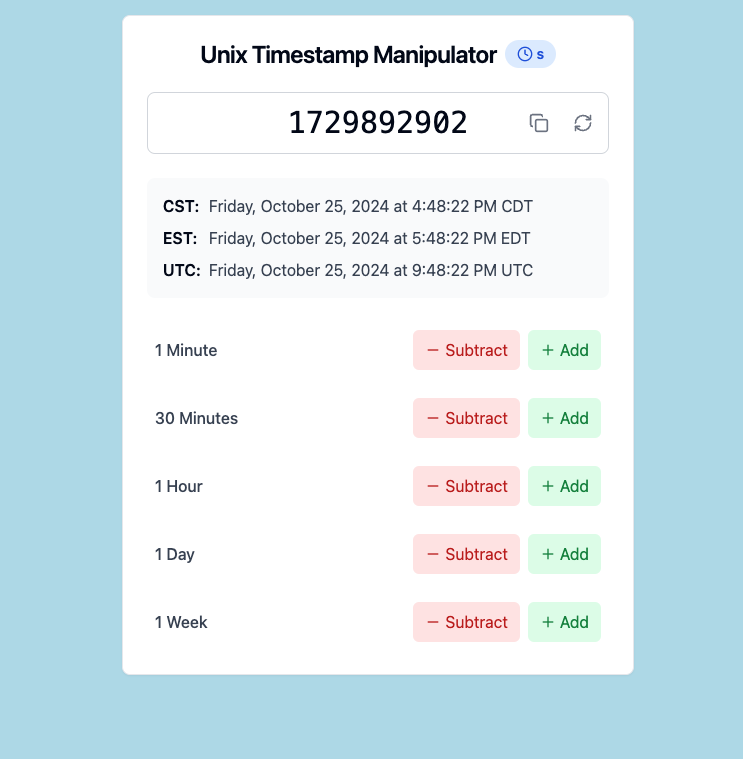 Unix Timestamp Manipulator s
1729892902
CST: Friday, October 25, 2024 at 4:48:22 PM CDT
EST: Friday, October 25, 2024 at 5:48:22 PM EDT
UTC: Friday, October 25, 2024 at 9:48:22 PM UTC
1 Minute − Subtract + Add
30 Minutes − Subtract + Add
1 Hour − Subtract + Add
1 Day − Subtract + Add
1 Week − Subtract + Add